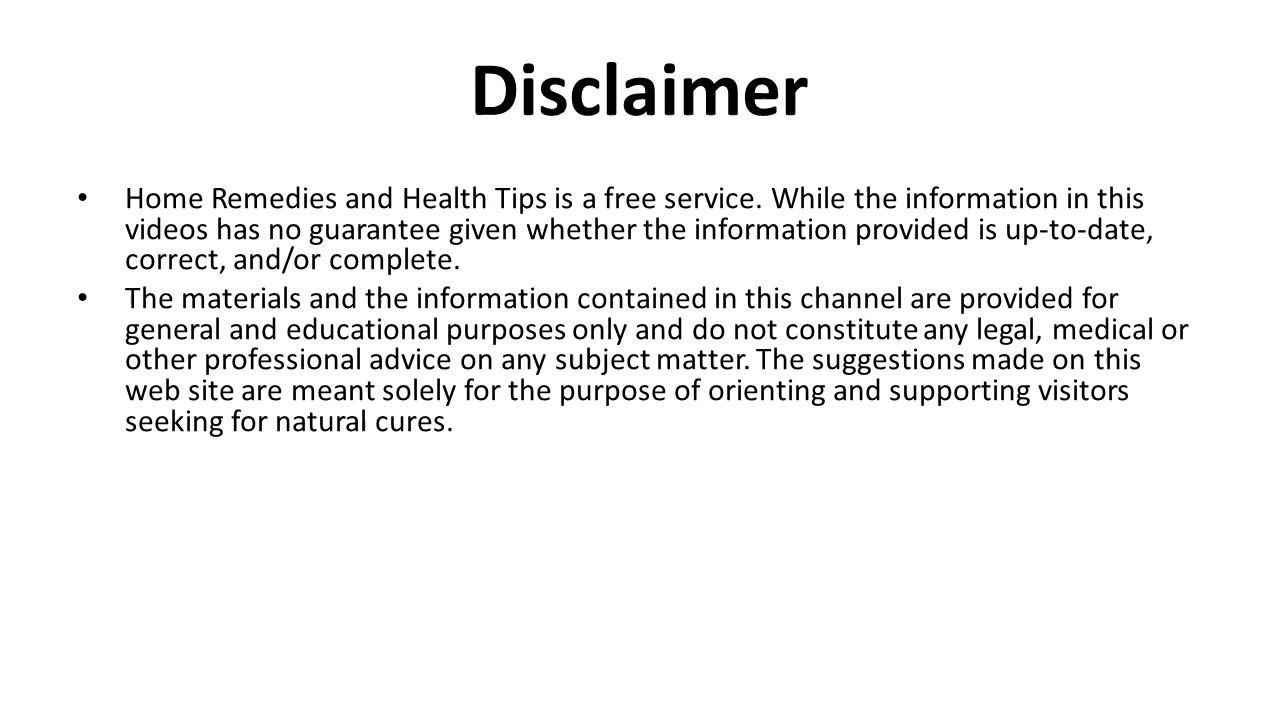 Disclaimer
• Home Remedies and Health Tips is a free service. While the information in this
videos has no guarantee given whether the information provided is up-to-date,
correct, and/or complete.
• The materials and the information contained in this channel are provided for
general and educational purposes only and do not constitute any legal, medical or
other professional advice on any subject matter. The suggestions made on this
web site are meant solely for the purpose of orienting and supporting visitors
seeking for natural cures.